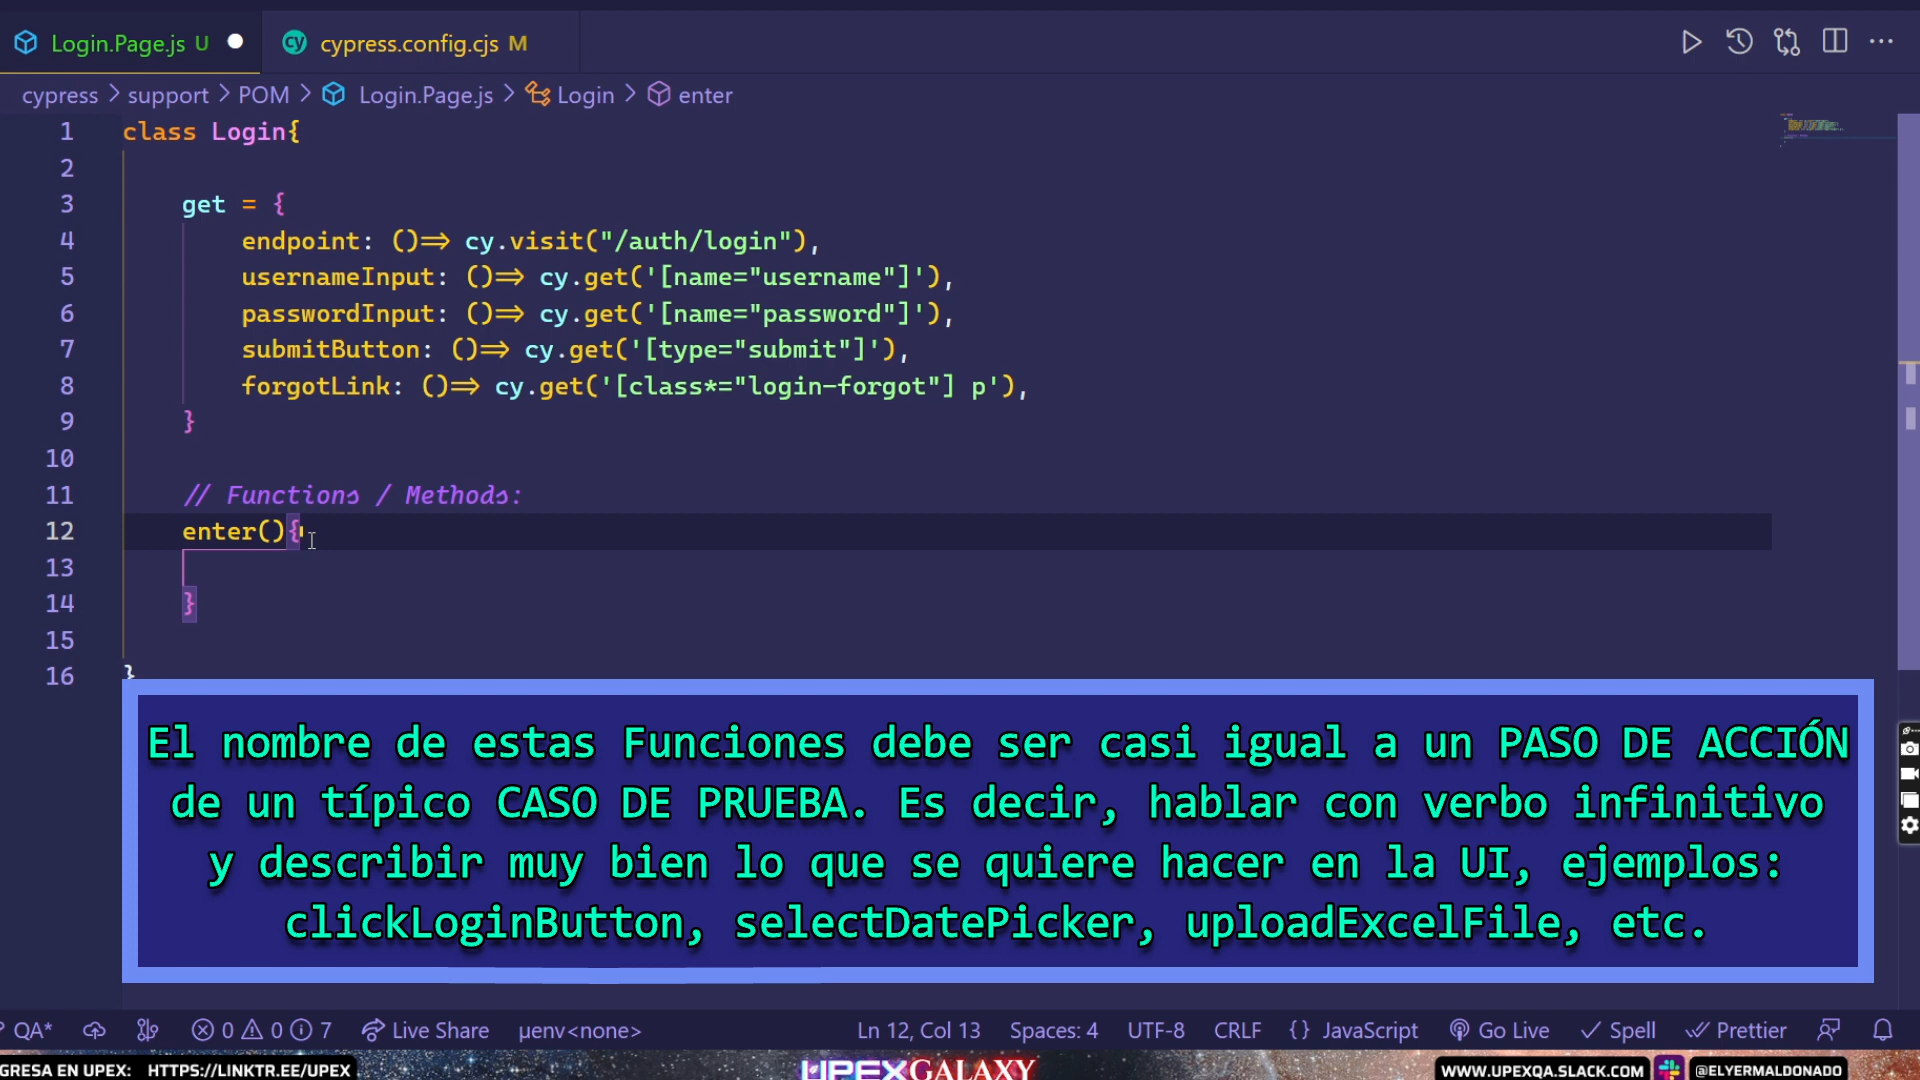 Login.Page.js U
cypress.config.cjs M
cypress > support > POM > Login.Page.js > Login > enter
1 class Login{
2
3 get = {
4 endpoint: ()=> cy.visit("/auth/login"),
5 usernameInput: ()=> cy.get('[name="username"]'),
6 passwordInput: ()=> cy.get('[name="password"]'),
7 submitButton: ()=> cy.get('[type="submit"]'),
8 forgotLink: ()=> cy.get('[class*="login-forgot"] p'),
9 }
10
11 // Functions / Methods:
12 enter(){
13
14 }
15
16 }
El nombre de estas Funciones debe ser casi igual a un PASO DE ACCIÓN
de un típico CASO DE PRUEBA. Es decir, hablar con verbo infinitivo
y describir muy bien lo que se quiere hacer en la UI, ejemplos:
clickLoginButton, selectDatePicker, uploadExcelFile, etc.
QA* 0 0 7 Live Share µenv<none> Ln 12, Col 13 Spaces: 4 UTF-8 CRLF {} JavaScript Go Live Spell Prettier
GRESA EN UPEX: HTTPS://LINKTR.EE/UPEX UPEXGALAXY WWW.UPEXQA.SLACK.COM @ELYERMALDONADO